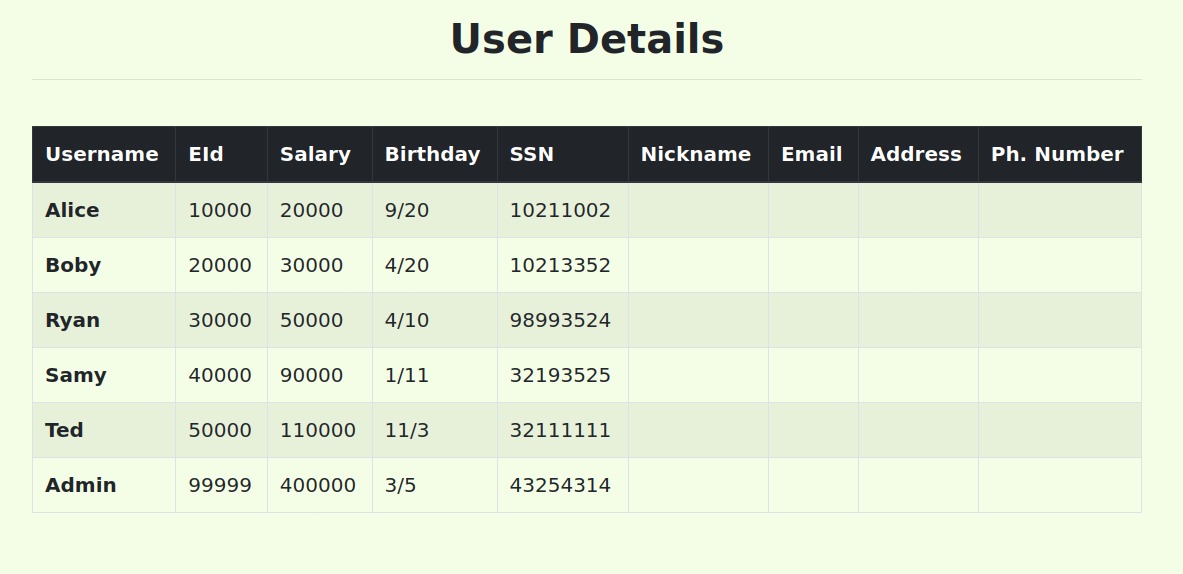 User Details
Username EId Salary Birthday SSN Nickname Email Address Ph. Number
Alice 10000 20000 9/20 10211002
Boby 20000 30000 4/20 10213352
Ryan 30000 50000 4/10 98993524
Samy 40000 90000 1/11 32193525
Ted 50000 110000 11/3 32111111
Admin 99999 400000 3/5 43254314